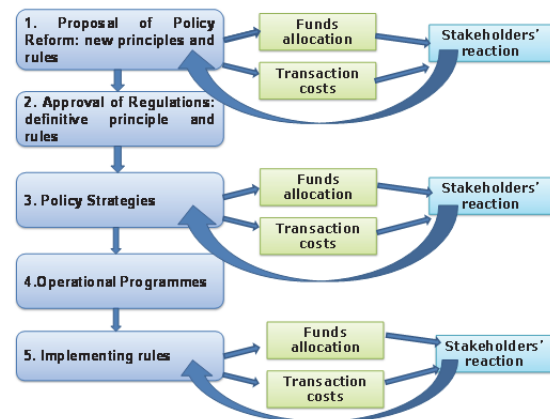 1. Proposal of Policy
Reform: new principles and
rules
Funds
allocation
Transaction
costs
Stakeholders'
reaction
2. Approval of Regulations:
definitive principle and
rules
3. Policy Strategies
Funds
allocation
Transaction
costs
Stakeholders'
reaction
4.Operational Programmes
5. Implementing rules
Funds
allocation
Transaction
costs
Stakeholders'
reaction